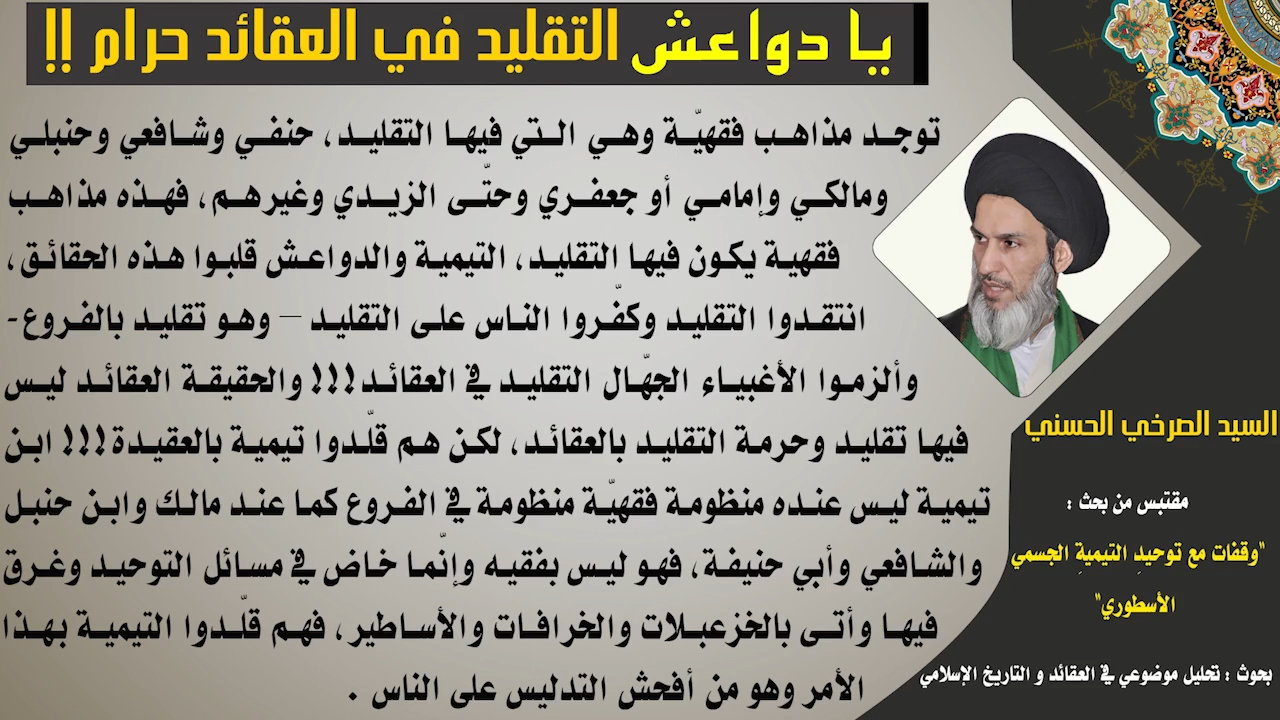 يا دواعش التقليد في العقائد حرام !!
توجد مذاهب فقهيّة وهي التي فيها التقليد، حنفي وشافعي وحنبلي
ومالكي وإمامي أو جعفري وحتّى الزيدي وغيرهم، فهذه مذاهب
فقهية يكون فيها التقليد، التيمية والدواعش قلبوا هذه الحقائق،
انتقدوا التقليد وكفّروا الناس على التقليد – وهو تقليد بالفروع-
وألزموا الأغبياء الجهّال التقليد في العقائد!!! والحقيقة العقائد ليس
فيها تقليد وحرمة التقليد بالعقائد، لكن هم قلّدوا تيمية بالعقيدة!!! ابن
تيمية ليس عنده منظومة فقهيّة منظومة في الفروع كما عند مالك وابن حنبل
والشافعي وأبي حنيفة، فهو ليس بفقيه وإنّما خاض في مسائل التوحيد وغرق
فيها وأتى بالخزعبلات والخرافات والأساطير، فهم قلّدوا التيمية بهذا
الأمر وهو من أفحش التدليس على الناس .
السيد الصرخي الحسني
مقتبس من بحث :
"وقفات مع توحيدِ التيميةِ الجسمي
الأسطوري"
بحوث : تحليل موضوعي في العقائد و التاريخ الإسلامي